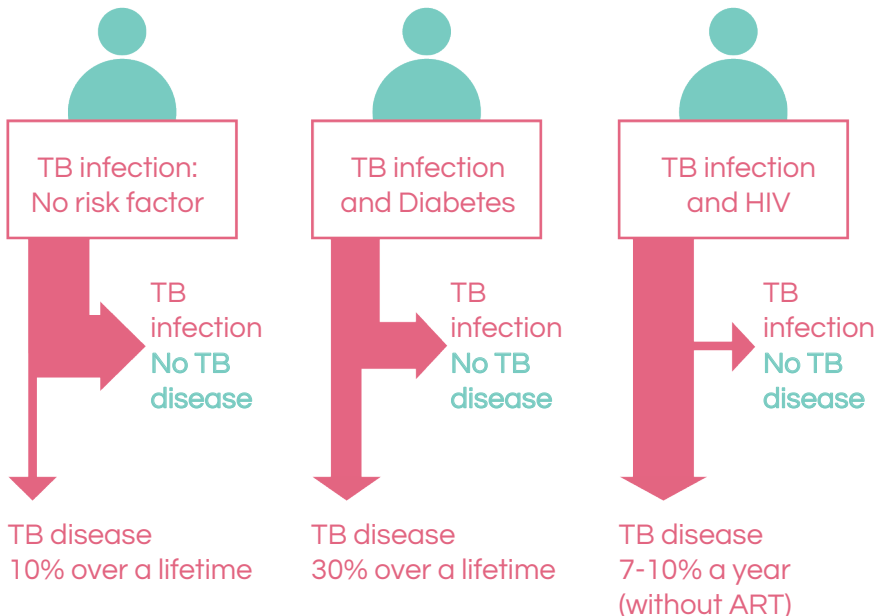 TB infection:
No risk factor
TB infection
No TB
disease
TB disease
10% over a lifetime
TB infection
and Diabetes
TB
infection
No TB
disease
TB disease
30% over a lifetime
TB infection
and HIV
TB
infection
No TB
disease
TB disease
7-10% a year
(without ART)